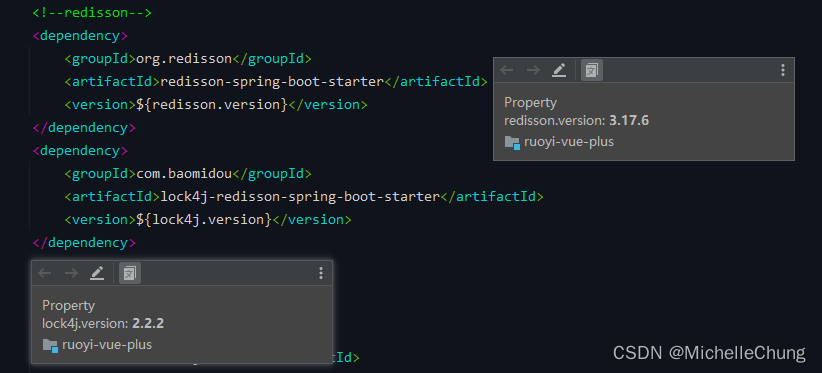 <!--redisson-->
<dependency>
<groupId>org.redisson</groupId>
<artifactId>redisson-spring-boot-starter</artifactId>
<version>${redisson.version}</version>
</dependency>
Property
redisson.version: 3.17.6
ruoyi-vue-plus
<dependency>
<groupId>com.baomidou</groupId>
<artifactId>lock4j-redisson-spring-boot-starter</artifactId>
<version>${lock4j.version}</version>
</dependency>
Property
lock4j.version: 2.2.2
ruoyi-vue-plus
tId>
CSDN @MichelleChung